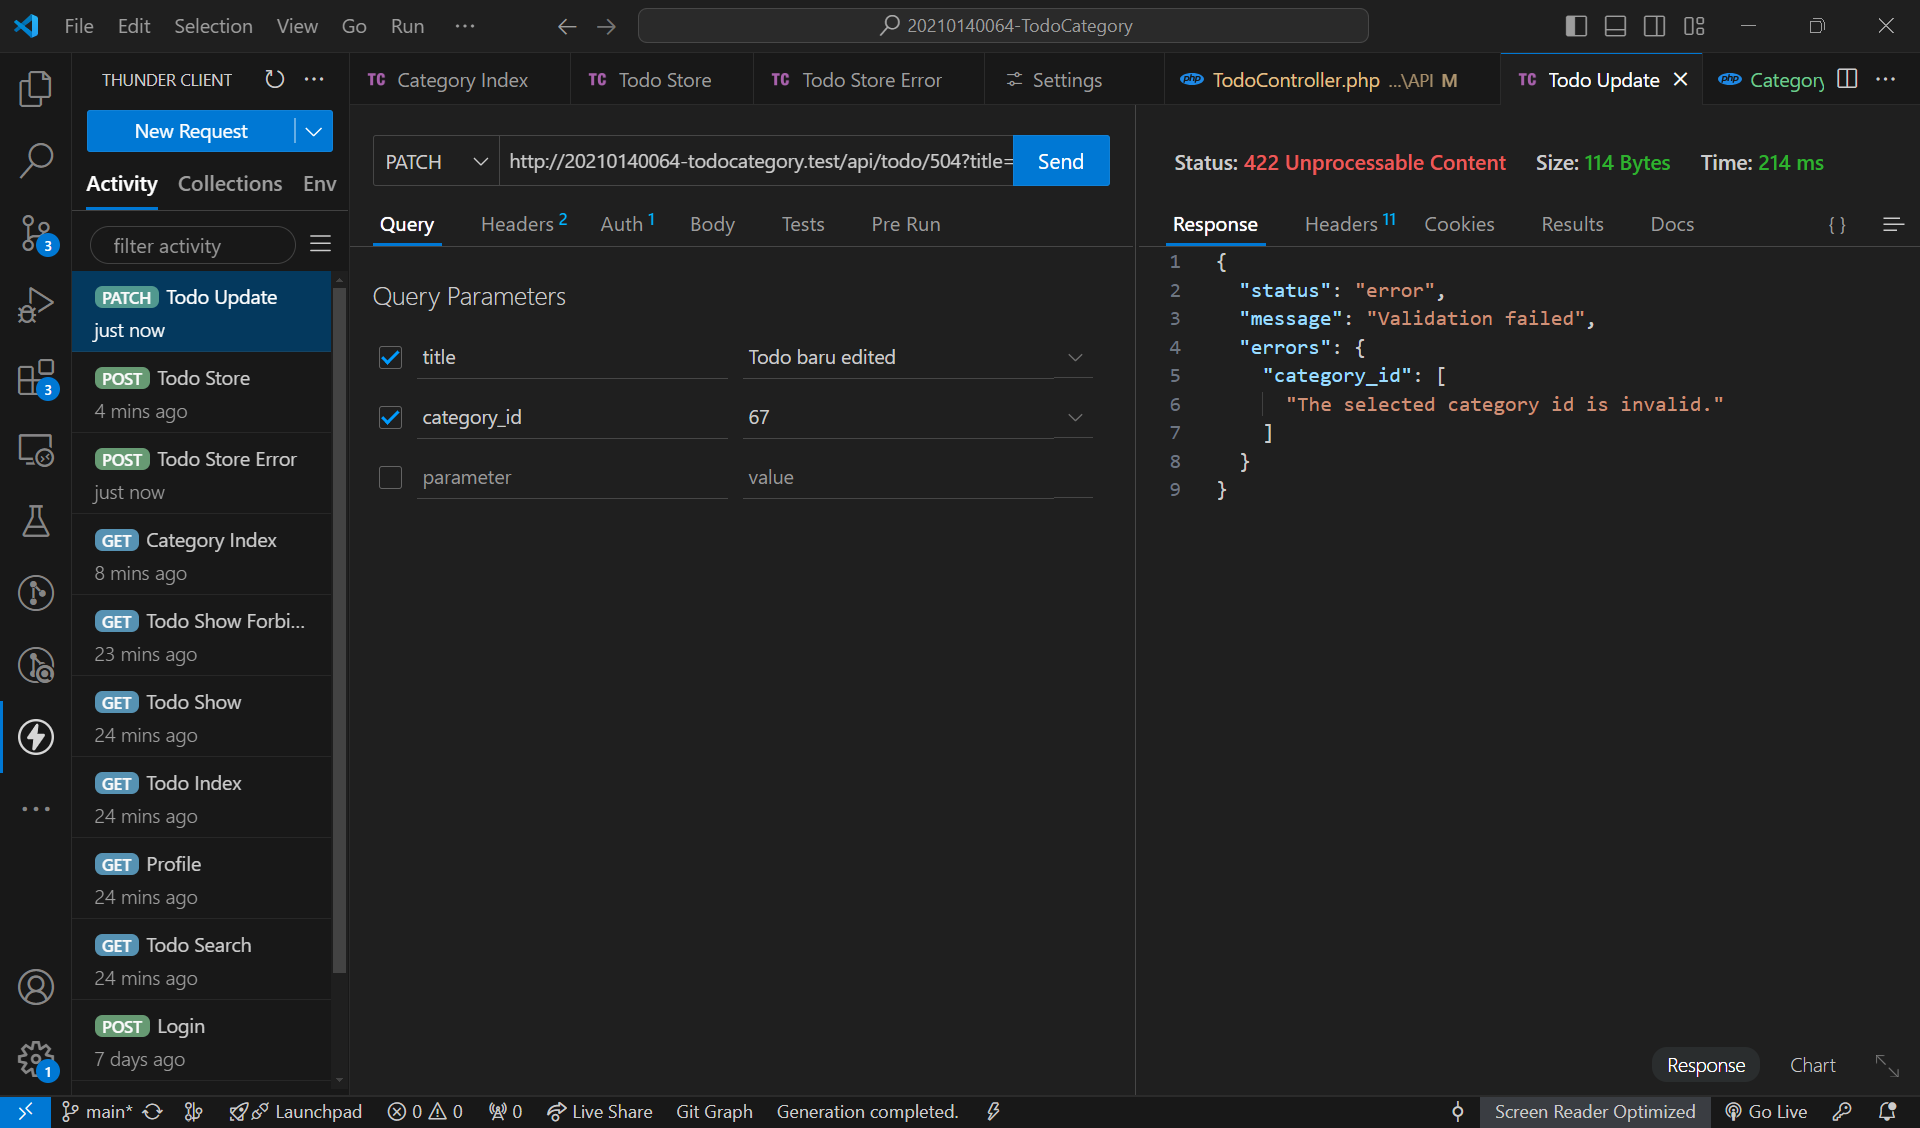 File Edit Selection View Go Run ···
20210140064-TodoCategory
THUNDER CLIENT
TC Category Index
TC Todo Store
TC Todo Store Error
Settings
php TodoController.php ...\API M
TC Todo Update
php Category
New Request
Activity Collections Env
filter activity
PATCH Todo Update
just now
POST Todo Store
4 mins ago
POST Todo Store Error
just now
GET Category Index
8 mins ago
GET Todo Show Forbi...
23 mins ago
GET Todo Show
24 mins ago
GET Todo Index
24 mins ago
GET Profile
24 mins ago
GET Todo Search
24 mins ago
POST Login
7 days ago
3
3
1
PATCH http://20210140064-todocategory.test/api/todo/504?title= Send
Query Headers 2 Auth 1 Body Tests Pre Run
Query Parameters
title Todo baru edited
category_id 67
parameter value
Status: 422 Unprocessable Content Size: 114 Bytes Time: 214 ms
Response Headers 11 Cookies Results Docs { }
1 {
2 "status": "error",
3 "message": "Validation failed",
4 "errors": {
5 "category_id": [
6 "The selected category id is invalid."
7 ]
8 }
9 }
Response Chart
main* Launchpad 0 0 0 Live Share Git Graph Generation completed. Screen Reader Optimized Go Live